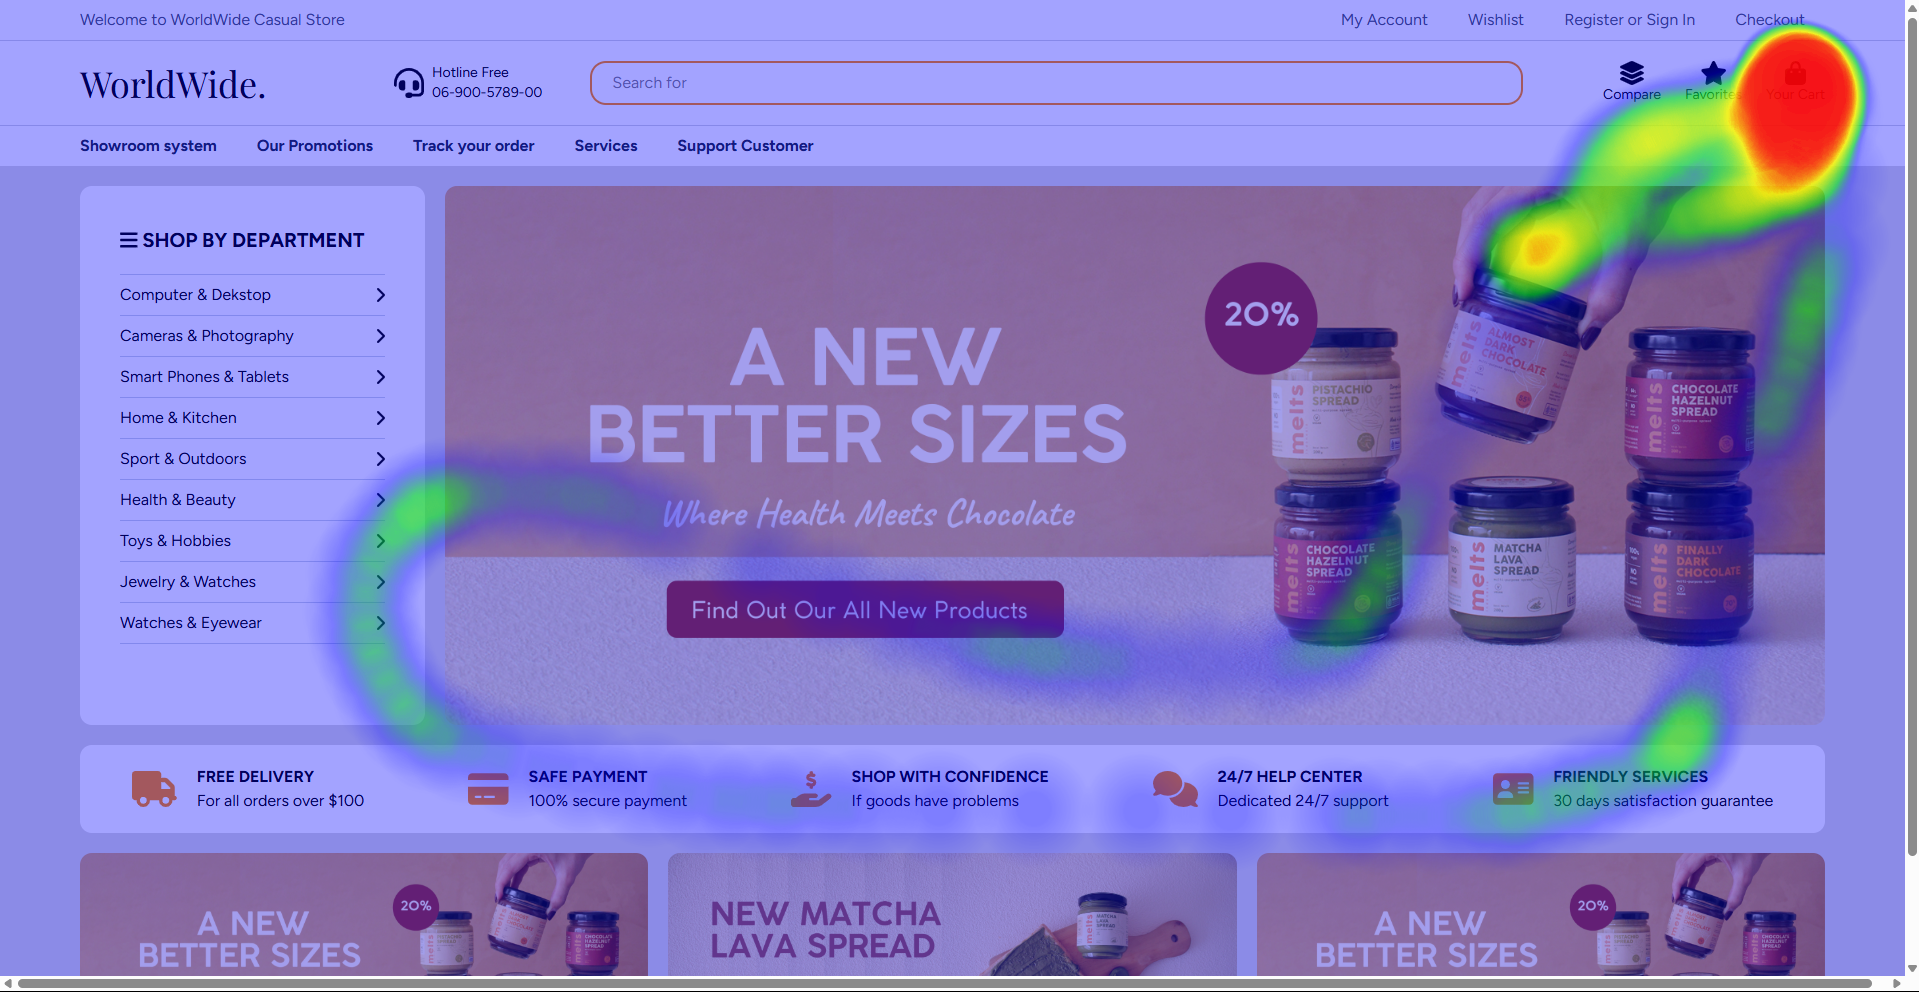 Welcome to WorldWide Casual Store
My Account
Wishlist
Register or Sign In
Checkout
WorldWide.
Hotline Free
06-900-5789-00
Search for
Compare
Favorites
Your Cart
Showroom system
Our Promotions
Track your order
Services
Support Customer
SHOP BY DEPARTMENT
Computer & Dekstop
Cameras & Photography
Smart Phones & Tablets
Home & Kitchen
Sport & Outdoors
Health & Beauty
Toys & Hobbies
Jewelry & Watches
Watches & Eyewear
A NEW
BETTER SIZES
Where Health Meets Chocolate
Find Out Our All New Products
20%
melts
PISTACHIO
SPREAD
melts
ALMOST
DARK
CHOCOLATE
melts
CHOCOLATE
HAZELNUT
SPREAD
melts
CHOCOLATE
HAZELNUT
SPREAD
melts
MATCHA
LAVA
SPREAD
melts
FINALLY
DARK
CHOCOLATE
FREE DELIVERY
For all orders over $100
SAFE PAYMENT
100% secure payment
SHOP WITH CONFIDENCE
If goods have problems
24/7 HELP CENTER
Dedicated 24/7 support
FRIENDLY SERVICES
30 days satisfaction guarantee
A NEW
BETTER SIZES
20%
NEW MATCHA
LAVA SPREAD
A NEW
BETTER SIZES
20%